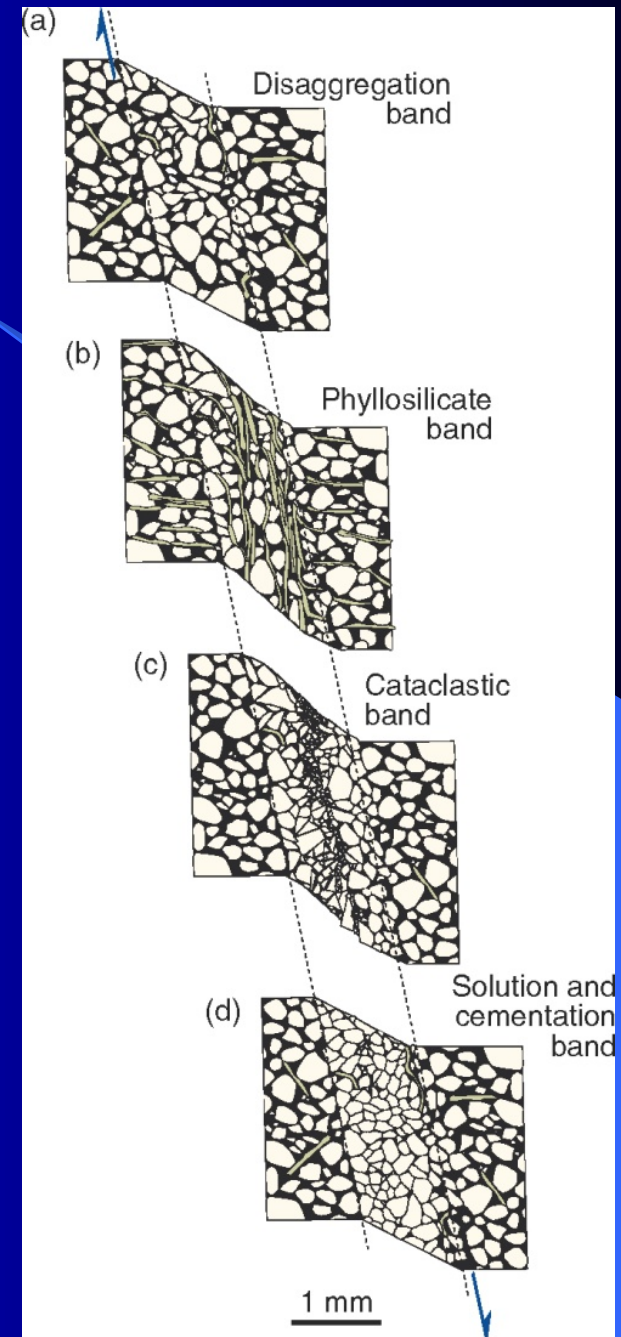 (a)
Disaggregation
band
(b)
Phyllosilicate
band
(c)
Cataclastic
band
(d)
Solution and
cementation
band
1 mm